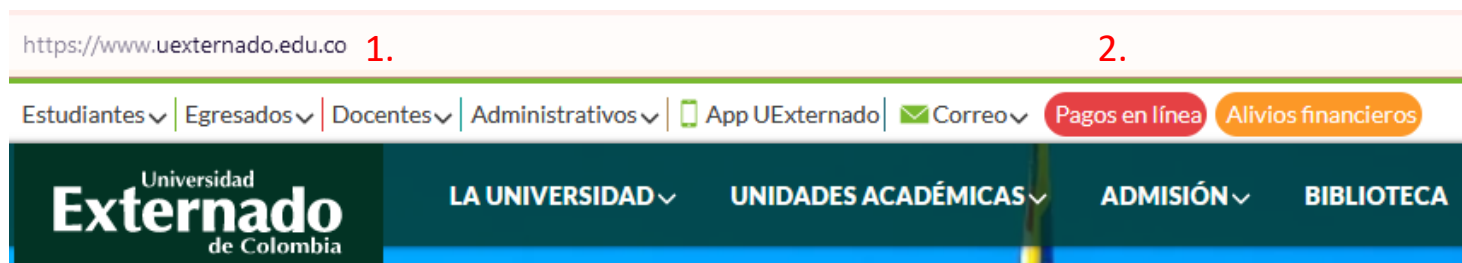 https://www.uexternado.edu.co 1. 2.
Estudiantes Egresados Docentes Administrativos App UExternado Correo Pagos en línea Alivios financieros
Universidad
Externado
de Colombia
LA UNIVERSIDAD UNIDADES ACADÉMICAS ADMISIÓN BIBLIOTECA